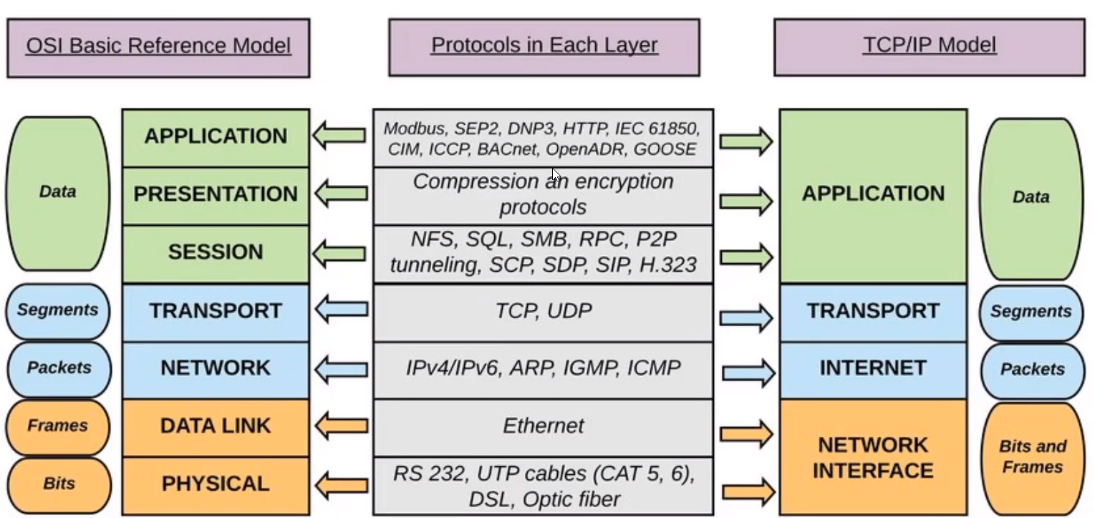 OSI Basic Reference Model
Protocols in Each Layer
TCP/IP Model
Data
APPLICATION
Modbus, SEP2, DNP3, HTTP, IEC 61850,
CIM, ICCP, BACnet, OpenADR, GOOSE
PRESENTATION
Compression an encryption
protocols
SESSION
NFS, SQL, SMB, RPC, P2P
tunneling, SCP, SDP, SIP, H.323
APPLICATION
Data
Segments
TRANSPORT
TCP, UDP
TRANSPORT
Segments
Packets
NETWORK
IPv4/IPv6, ARP, IGMP, ICMP
INTERNET
Packets
Frames
DATA LINK
Ethernet
Bits
PHYSICAL
RS 232, UTP cables (CAT 5, 6),
DSL, Optic fiber
NETWORK
INTERFACE
Bits and
Frames